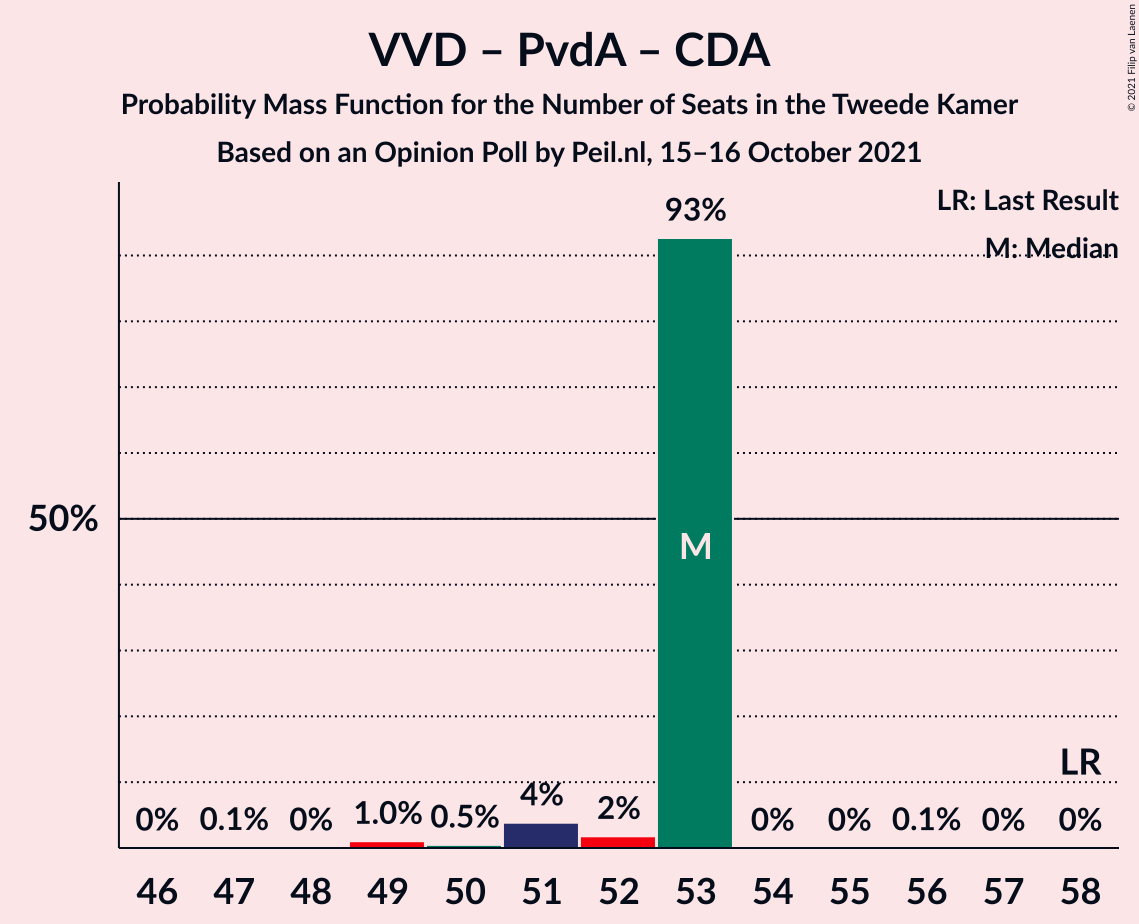 VVD – PvdA – CDA
Probability Mass Function for the Number of Seats in the Tweede Kamer
Based on an Opinion Poll by Peil.nl, 15–16 October 2021
© 2021 Filip van Laenen
LR: Last Result
M: Median
93%
50%
M
LR
0% 0.1% 0% 1.0% 0.5% 4% 2% 0% 0% 0.1% 0% 0%
46 47 48 49 50 51 52 53 54 55 56 57 58